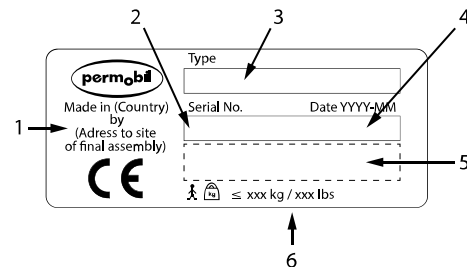 2
3
4
Type
permobil
Made in (Country)
by
(Adress to site
of final assembly)
Serial No.
Date YYYY-MM
1
5
CE
kg
≤ xxx kg / xxx lbs
6